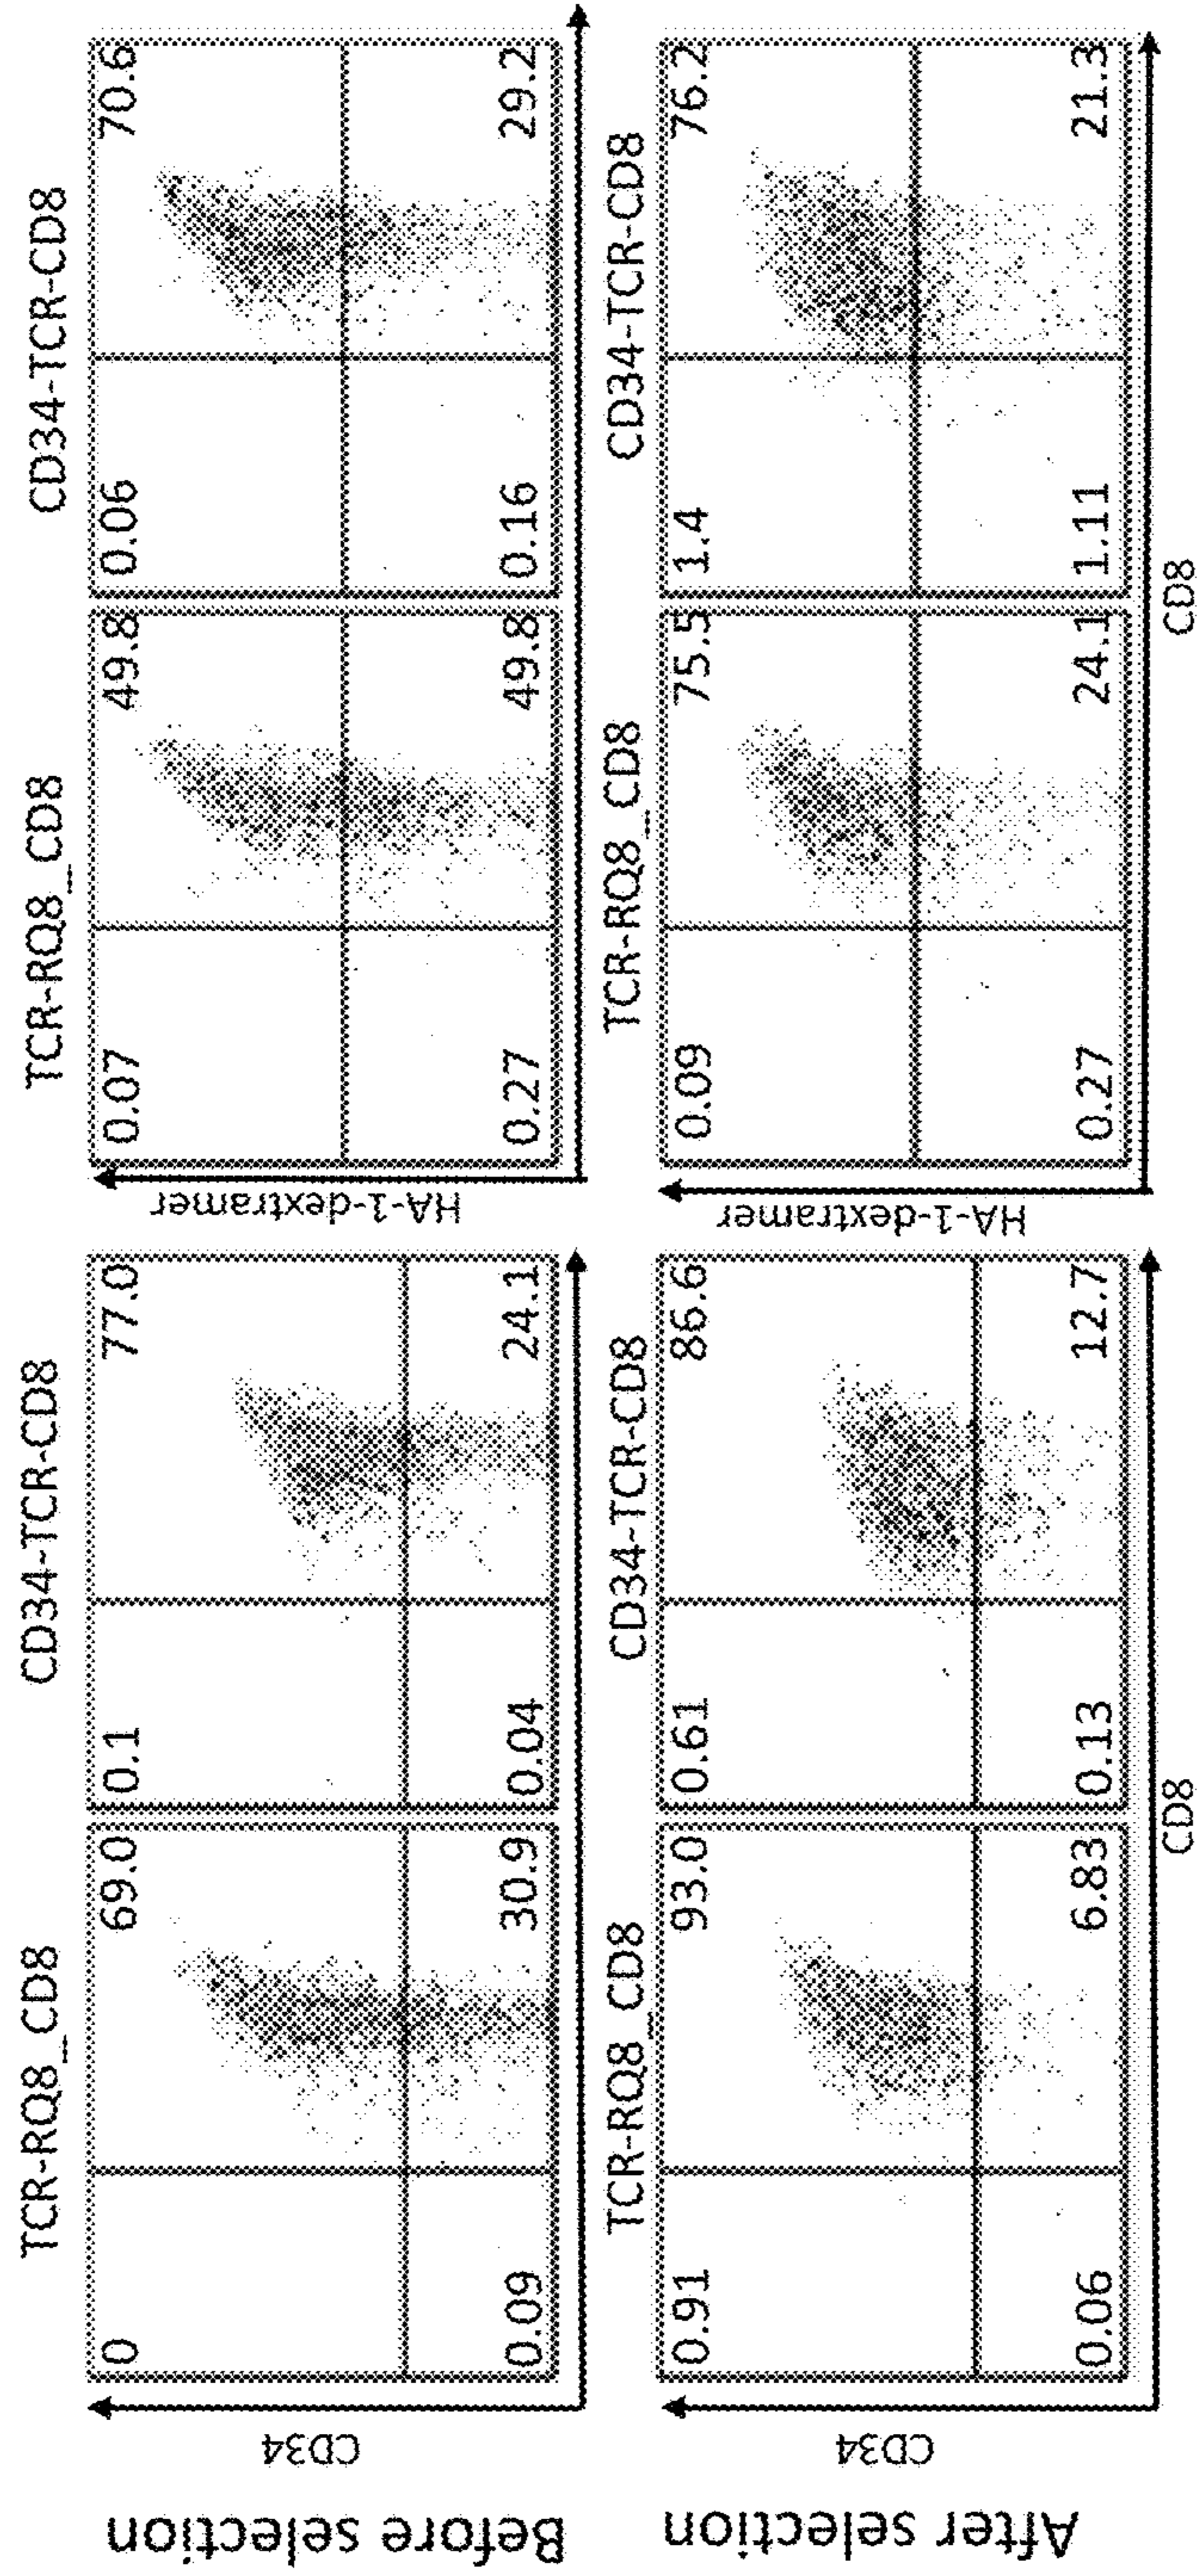 Before selection
CD34
TCR-RQ8_CD8
0
69.0
0.09
30.9
CD34-TCR-CD8
0.1
77.0
0.04
24.1
HA-1-dextramer
TCR-RQ8_CD8
0.07
49.8
0.27
49.8
CD34-TCR-CD8
0.06
70.6
0.16
29.2
After selection
CD34
TCR-RQ8_CD8
0.91
93.0
0.06
6.83
CD34-TCR-CD8
0.61
86.6
0.13
12.7
CD8
HA-1-dextramer
TCR-RQ8_CD8
0.09
75.5
0.27
24.1
CD34-TCR-CD8
1.4
76.2
1.11
21.3
CD8